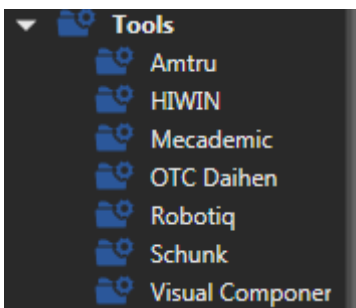 Tools
Amtru
HIWIN
Mecademic
OTC Daihen
Robotiq
Schunk
Visual Componer